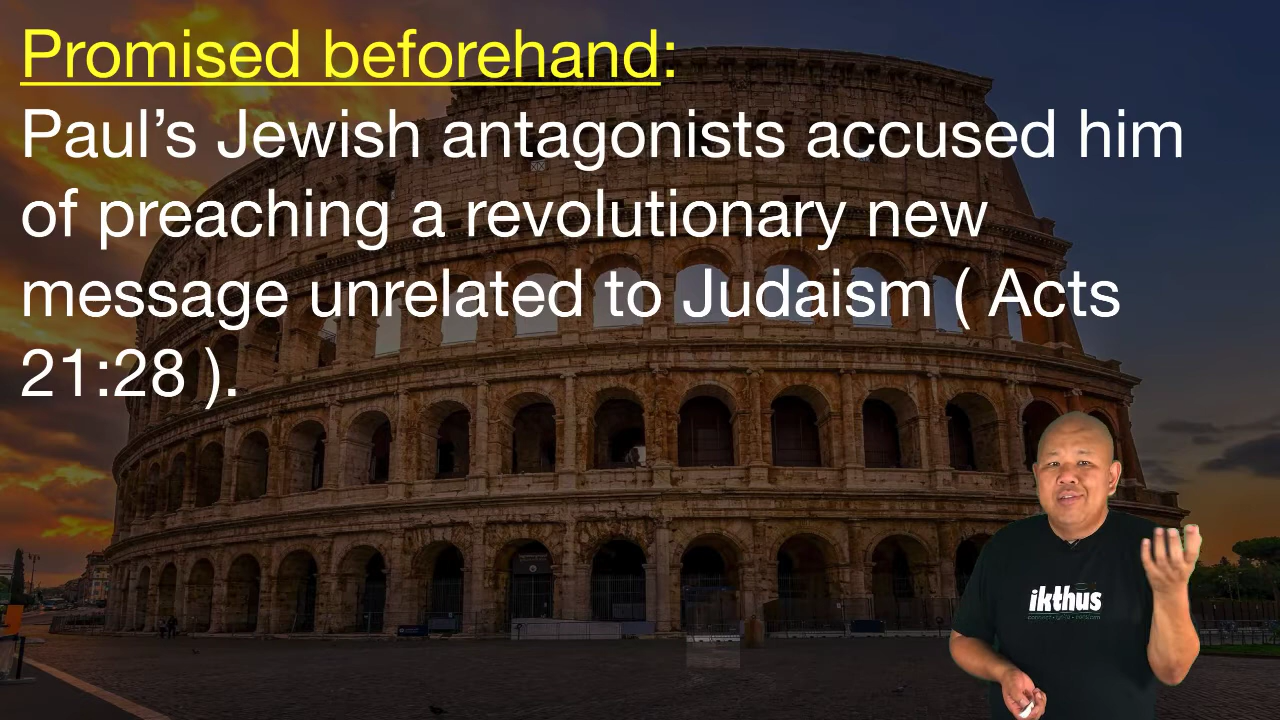 Promised beforehand:
Paul’s Jewish antagonists accused him
of preaching a revolutionary new
message unrelated to Judaism ( Acts
21:28 ).
ikthus